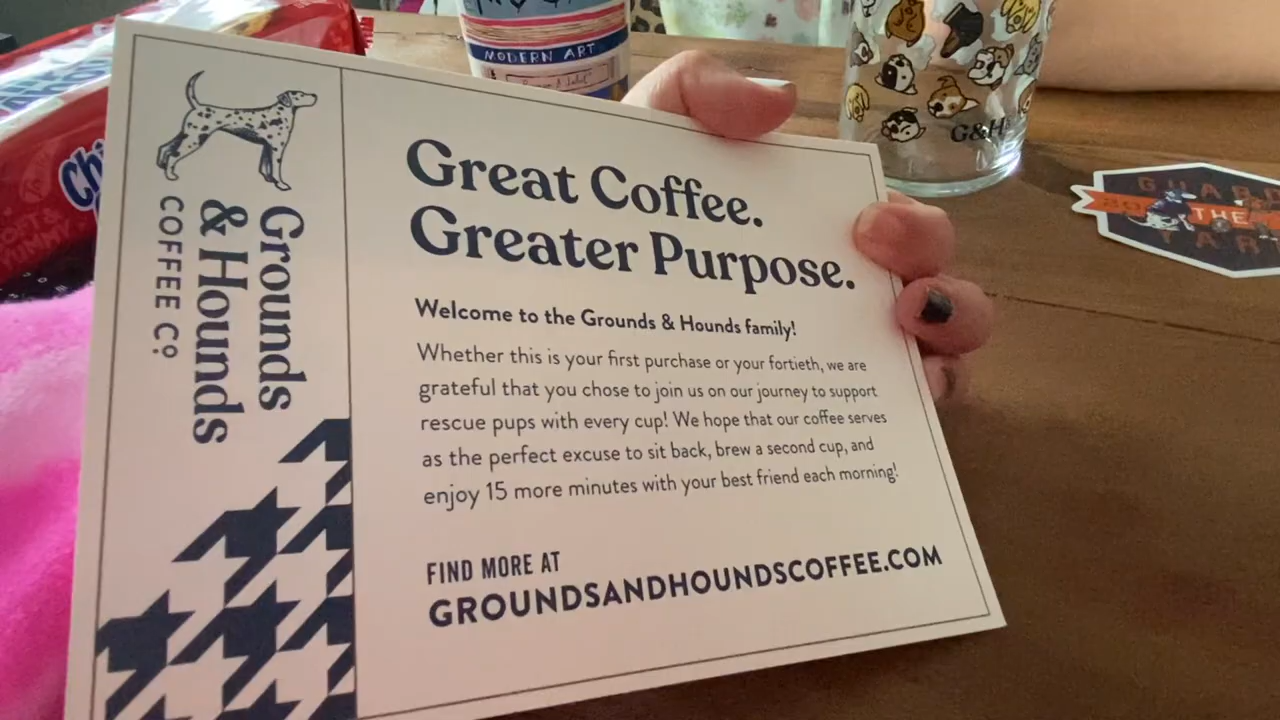 MODERN ART
G&H
GUARD
THE
YAR
Chi
Grounds
& Hounds
COFFEE Cº
Great Coffee.
Greater Purpose.
Welcome to the Grounds & Hounds family!
Whether this is your first purchase or your fortieth, we are
grateful that you chose to join us on our journey to support
rescue pups with every cup! We hope that our coffee serves
as the perfect excuse to sit back, brew a second cup, and
enjoy 15 more minutes with your best friend each morning!
FIND MORE AT
GROUNDSANDHOUNDSCOFFEE.COM